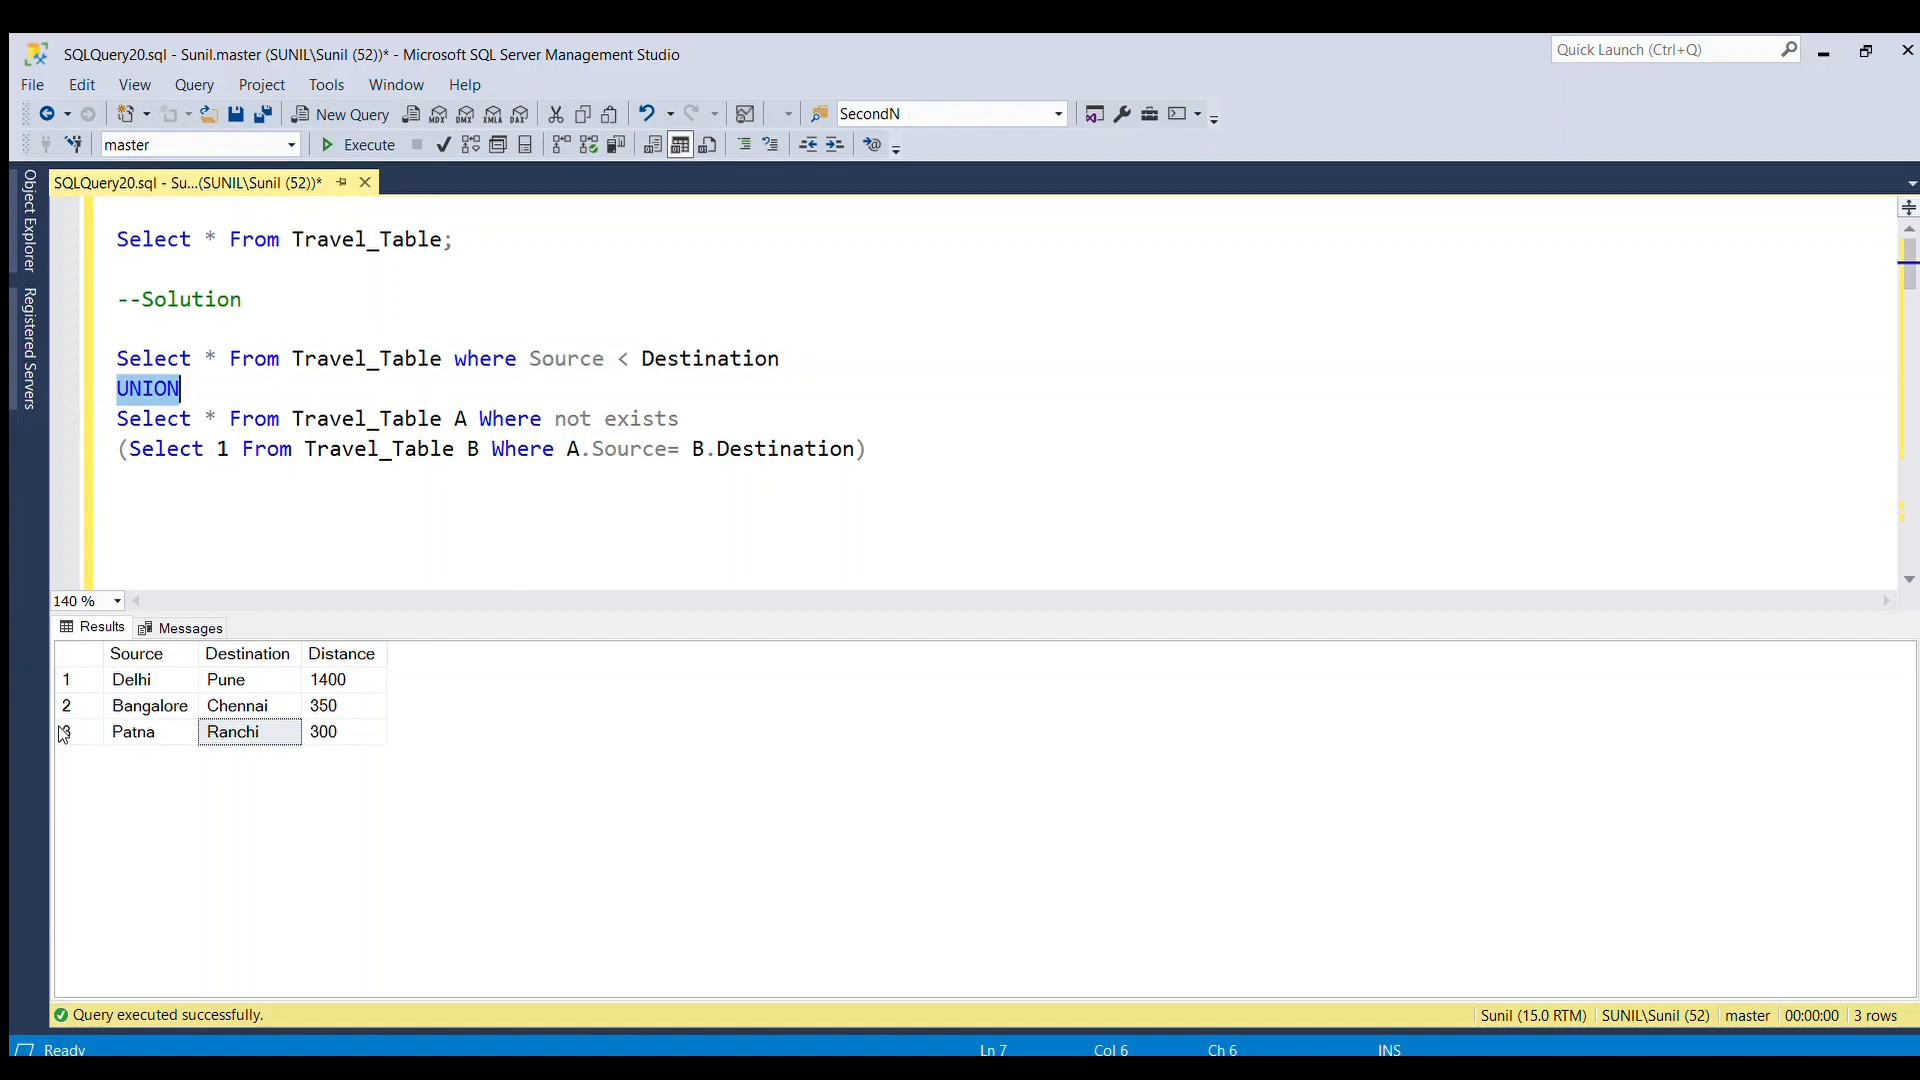 SQLQuery20.sql - Sunil.master (SUNIL\Sunil (52))* - Microsoft SQL Server Management Studio
Quick Launch (Ctrl+Q)
File Edit View Query Project Tools Window Help
New Query
MDX DMX XMLA DAX
SecondN
master
Execute
SQLQuery20.sql - Su...(SUNIL\Sunil (52))*
Object Explorer
Registered Servers
Select * From Travel_Table;
--Solution
Select * From Travel_Table where Source < Destination
UNION
Select * From Travel_Table A Where not exists
(Select 1 From Travel_Table B Where A.Source= B.Destination)
140 %
Results Messages
Source Destination Distance
1 Delhi Pune 1400
2 Bangalore Chennai 350
3 Patna Ranchi 300
Query executed successfully.
Sunil (15.0 RTM) SUNIL\Sunil (52) master 00:00:00 3 rows
Ready Ln 7 Col 6 Ch 6 INS